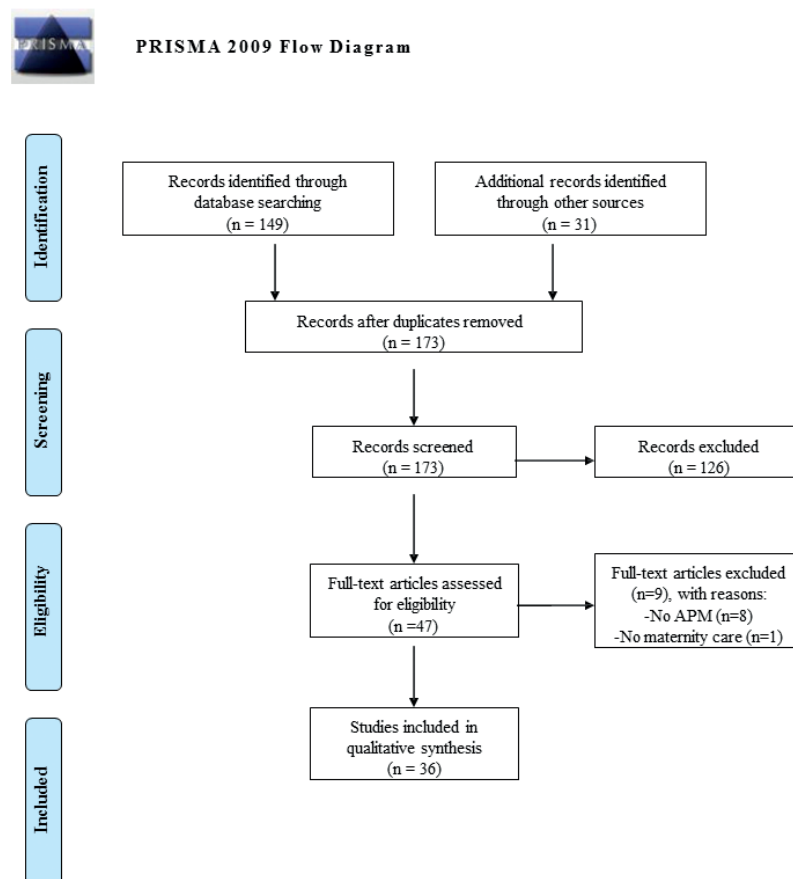 PRISMA
PRISMA 2009 Flow Diagram
Identification
Records identified through
database searching
(n = 149)
Additional records identified
through other sources
(n = 31)
Records after duplicates removed
(n = 173)
Screening
Records screened
(n = 173)
Records excluded
(n = 126)
Eligibility
Full-text articles assessed
for eligibility
(n =47)
Full-text articles excluded
(n=9), with reasons:
-No APM (n=8)
-No maternity care (n=1)
Included
Studies included in
qualitative synthesis
(n = 36)